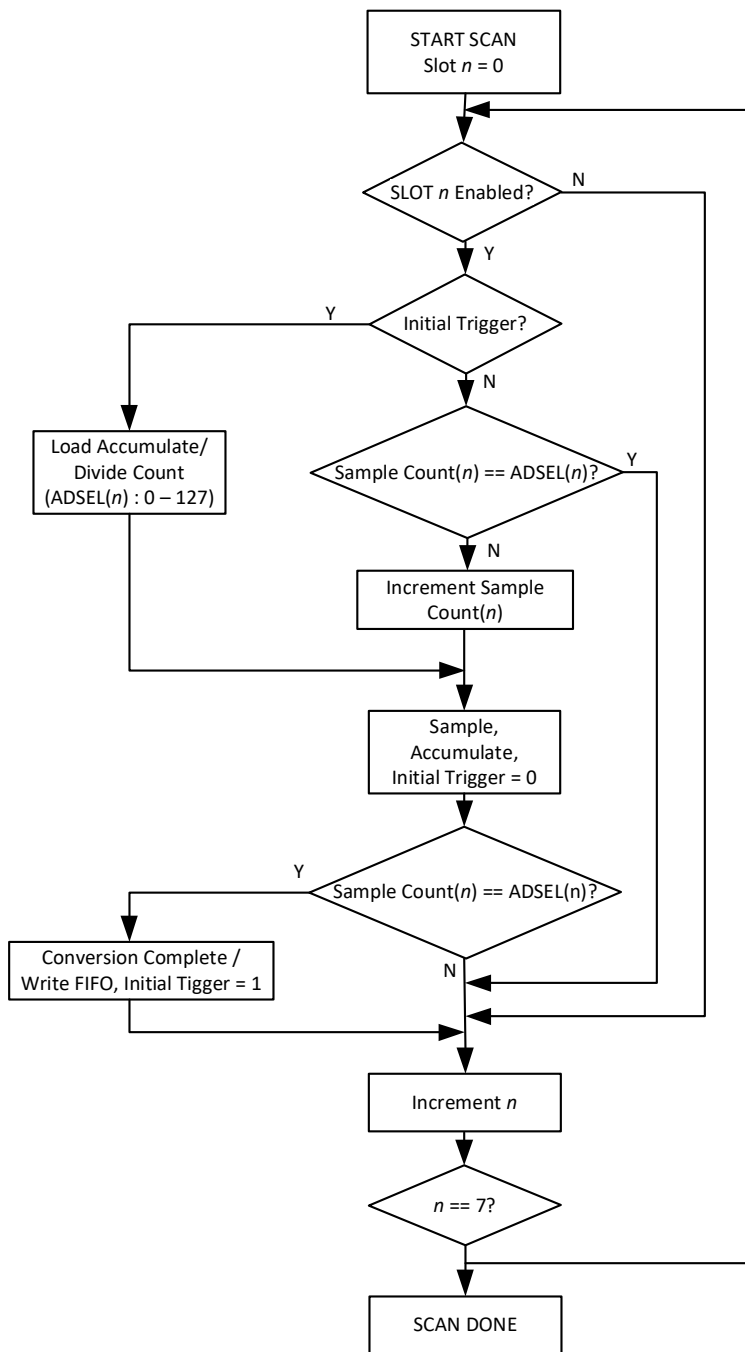 START SCAN
Slot n = 0
SLOT n Enabled?
N
Y
Initial Trigger?
Y
N
Load Accumulate/
Divide Count
(ADSEL(n) : 0 – 127)
Sample Count(n) == ADSEL(n)?
Y
N
Increment Sample
Count(n)
Sample,
Accumulate,
Initial Trigger = 0
Y
Sample Count(n) == ADSEL(n)?
N
Conversion Complete /
Write FIFO, Initial Tigger = 1
Increment n
n == 7?
SCAN DONE